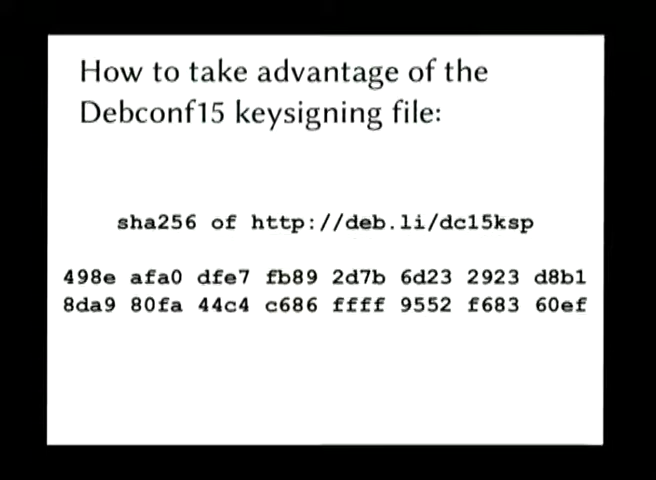 How to take advantage of the
Debconf15 keysigning file:
sha256 of http://deb.li/dc15ksp
498e afa0 dfe7 fb89 2d7b 6d23 2923 d8b1
8da9 80fa 44c4 c686 ffff 9552 f683 60ef